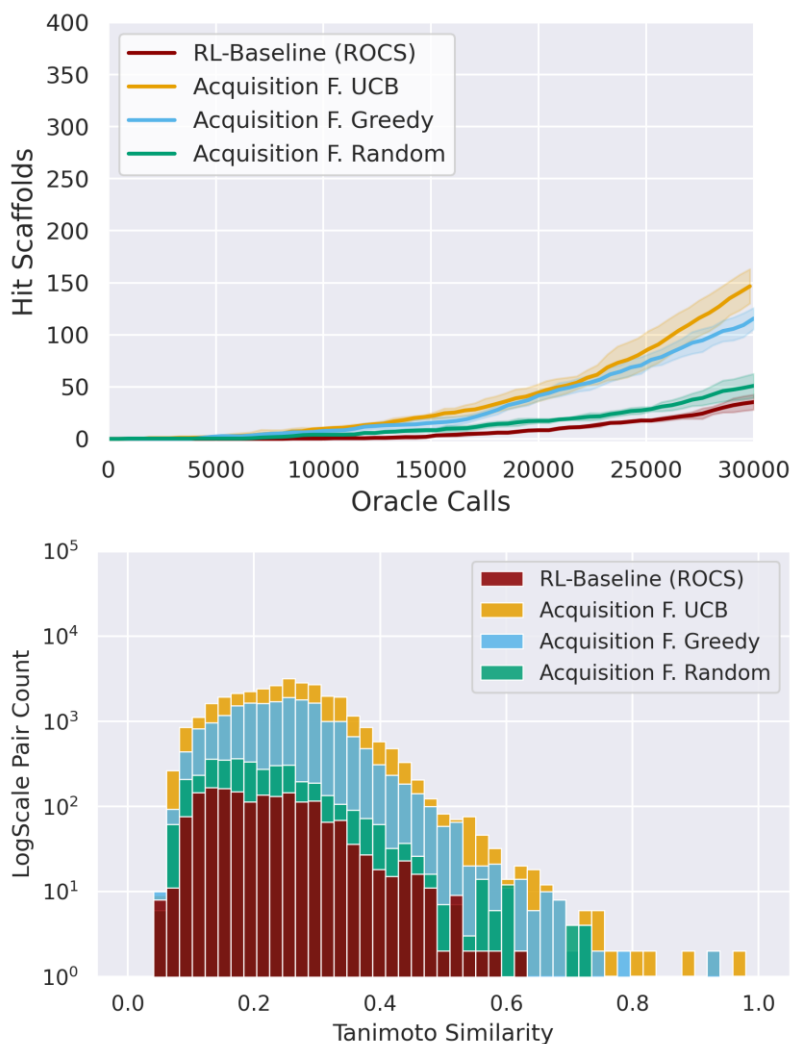 400
350
300
250
200
150
100
50
0
Hit Scaffolds
RL-Baseline (ROCS)
Acquisition F. UCB
Acquisition F. Greedy
Acquisition F. Random
0 5000 10000 15000 20000 25000 30000
Oracle Calls
10^5
10^4
10^3
10^2
10^1
10^0
LogScale Pair Count
RL-Baseline (ROCS)
Acquisition F. UCB
Acquisition F. Greedy
Acquisition F. Random
0.0 0.2 0.4 0.6 0.8 1.0
Tanimoto Similarity